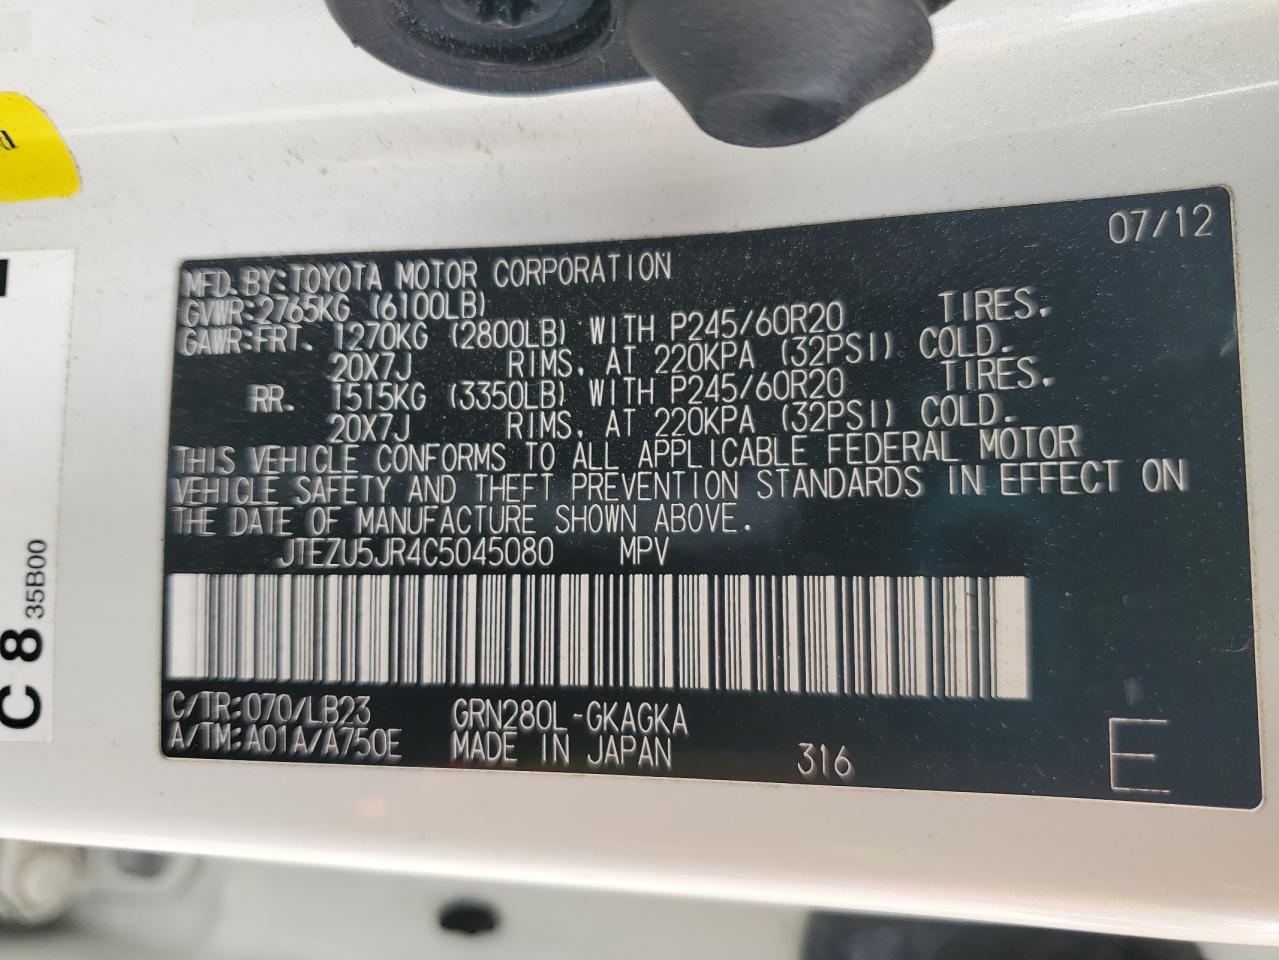 07/12
MFD. BY: TOYOTA MOTOR CORPORATION
GVWR: 2765KG (6100LB)
GAWR: FRT. 1270KG (2800LB) WITH P245/60R20 TIRES.
20X7J RIMS, AT 220KPA (32PSI) COLD.
RR. 1515KG (3350LB) WITH P245/60R20 TIRES.
20X7J RIMS, AT 220KPA (32PSI) COLD.
THIS VEHICLE CONFORMS TO ALL APPLICABLE FEDERAL MOTOR
VEHICLE SAFETY AND THEFT PREVENTION STANDARDS IN EFFECT ON
THE DATE OF MANUFACTURE SHOWN ABOVE.
JTEZU5JR4C5045080 MPV
C/TR: 070/LB23 GRN280L-GKAGKA
A/TM: A01A/A750E MADE IN JAPAN 316 E
C 8
35B00